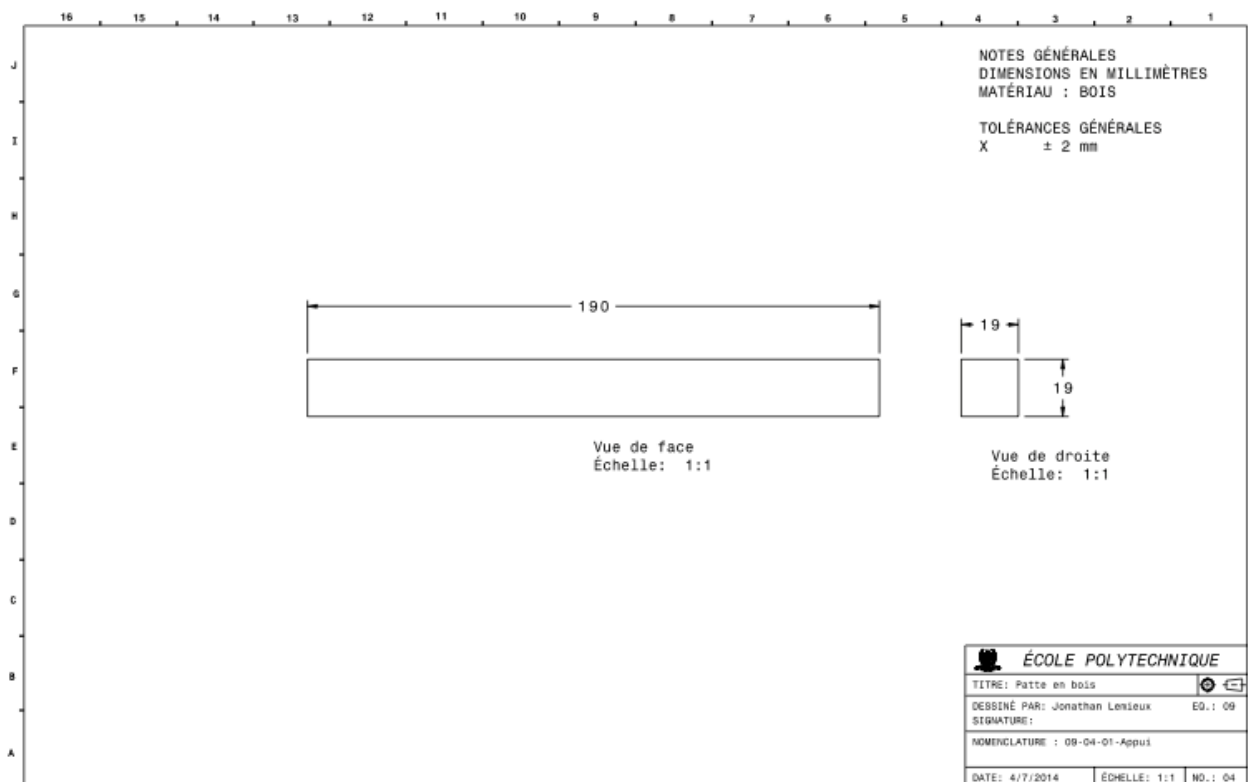 16 15 14 13 12 11 10 9 8 7 6 5 4 3 2 1
J
I
H
G
F
E
D
C
B
A
NOTES GÉNÉRALES
DIMENSIONS EN MILLIMÈTRES
MATÉRIAU : BOIS
TOLÉRANCES GÉNÉRALES
X ± 2 mm
190
19
19
Vue de face
Échelle: 1:1
Vue de droite
Échelle: 1:1
ÉCOLE POLYTECHNIQUE
TITRE: Patte en bois
DESSINÉ PAR: Jonathan Lemieux EQ.: 09
SIGNATURE:
NOMENCLATURE : 09-04-01-Appui
DATE: 4/7/2014 ÉCHELLE: 1:1 NO.: 04